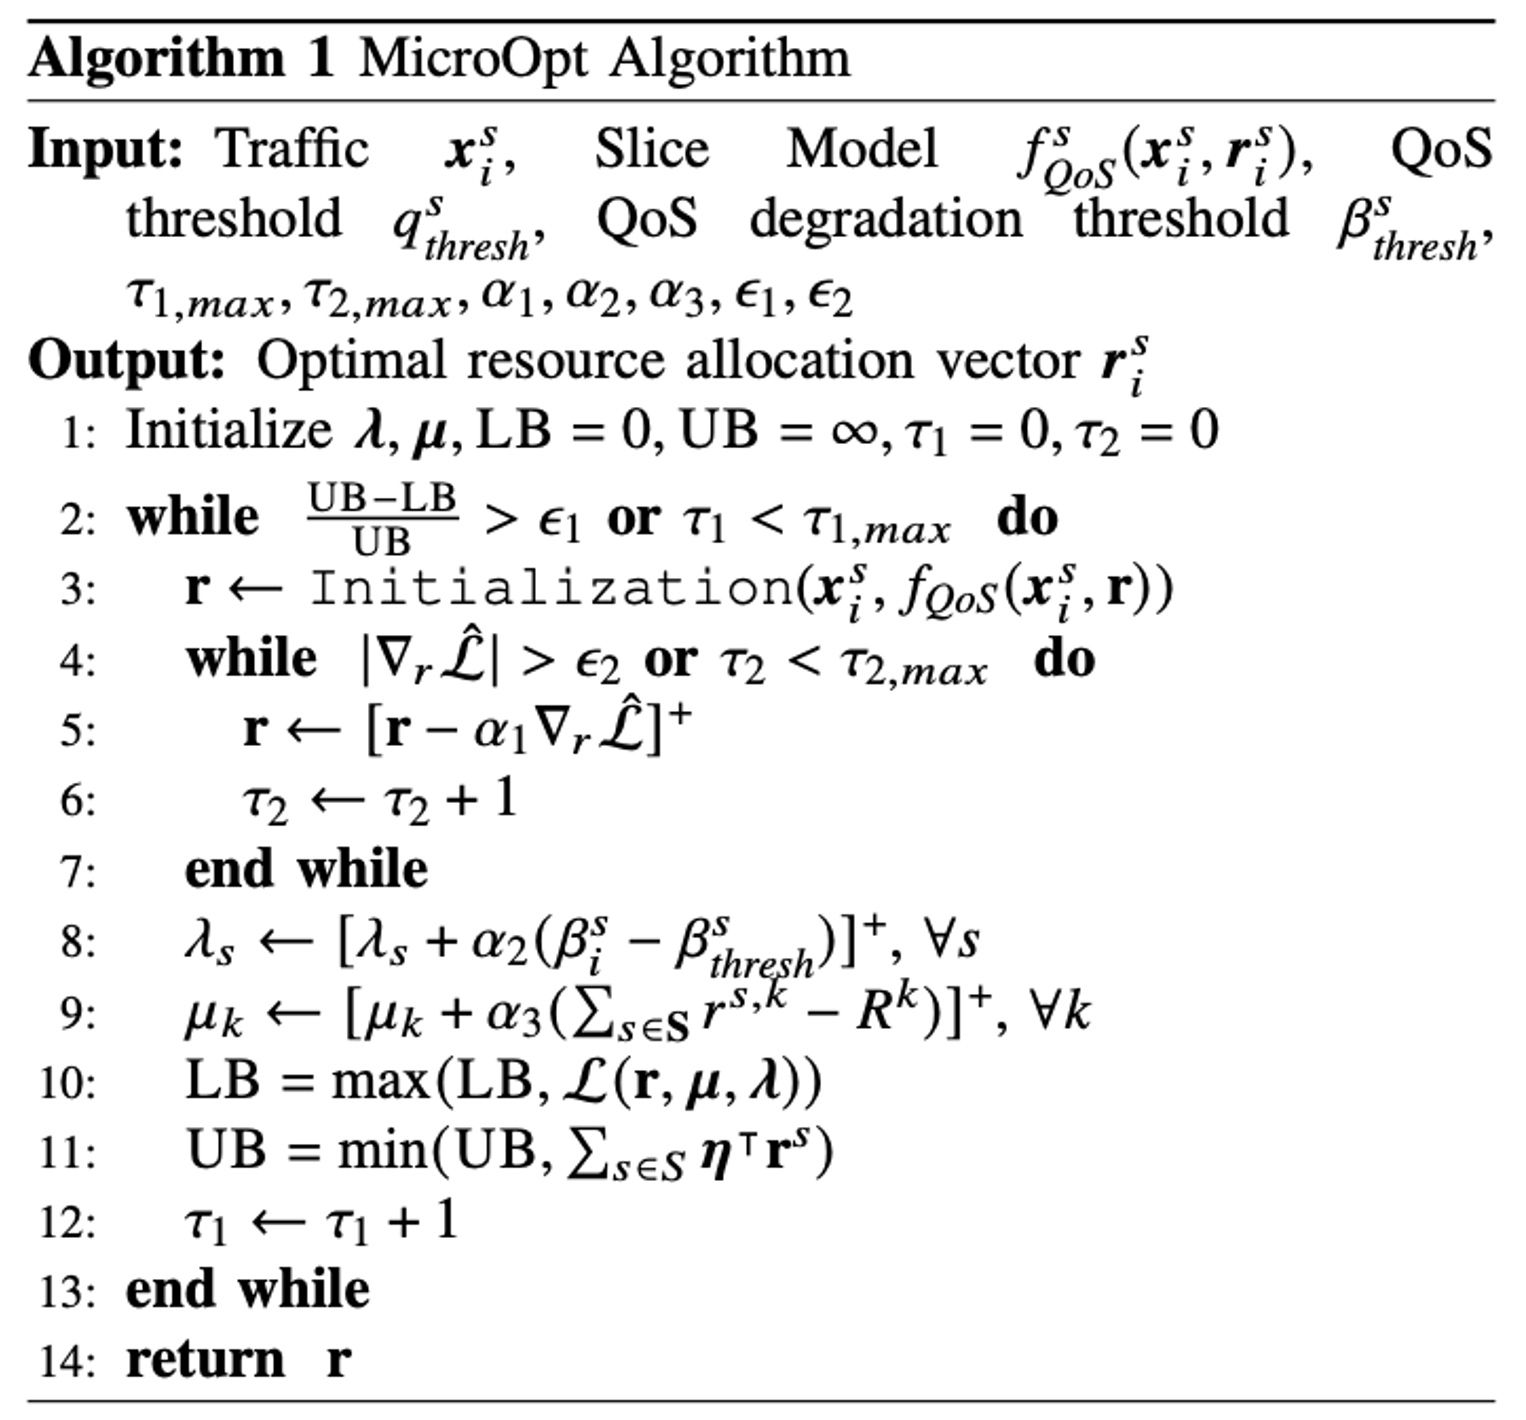 Algorithm 1 MicroOpt Algorithm
Input: Traffic $\boldsymbol{x}_i^s$, Slice Model $f_{QoS}^s(\boldsymbol{x}_i^s, \boldsymbol{r}_i^s)$, QoS
threshold $q_{thresh}^s$, QoS degradation threshold $\beta_{thresh}^s$,
$\tau_{1,max}, \tau_{2,max}, \alpha_1, \alpha_2, \alpha_3, \epsilon_1, \epsilon_2$
Output: Optimal resource allocation vector $\boldsymbol{r}_i^s$
1: Initialize $\boldsymbol{\lambda}, \boldsymbol{\mu}, \text{LB} = 0, \text{UB} = \infty, \tau_1 = 0, \tau_2 = 0$
2: while $\frac{\text{UB}-\text{LB}}{\text{UB}} > \epsilon_1$ or $\tau_1 < \tau_{1,max}$ do
3: $\mathbf{r} \leftarrow \texttt{Initialization}(\boldsymbol{x}_i^s, f_{QoS}(\boldsymbol{x}_i^s, \mathbf{r}))$
4: while $|\nabla_r \hat{\mathcal{L}}| > \epsilon_2$ or $\tau_2 < \tau_{2,max}$ do
5: $\mathbf{r} \leftarrow [\mathbf{r} - \alpha_1 \nabla_r \hat{\mathcal{L}}]^+$
6: $\tau_2 \leftarrow \tau_2 + 1$
7: end while
8: $\lambda_s \leftarrow [\lambda_s + \alpha_2(\beta_i^s - \beta_{thresh}^s)]^+, \forall s$
9: $\mu_k \leftarrow [\mu_k + \alpha_3(\sum_{s \in \mathbf{S}} r^{s,k} - R^k)]^+, \forall k$
10: $\text{LB} = \max(\text{LB}, \mathcal{L}(\mathbf{r}, \boldsymbol{\mu}, \boldsymbol{\lambda}))$
11: $\text{UB} = \min(\text{UB}, \sum_{s \in S} \boldsymbol{\eta}^\top \mathbf{r}^s)$
12: $\tau_1 \leftarrow \tau_1 + 1$
13: end while
14: return $\mathbf{r}$